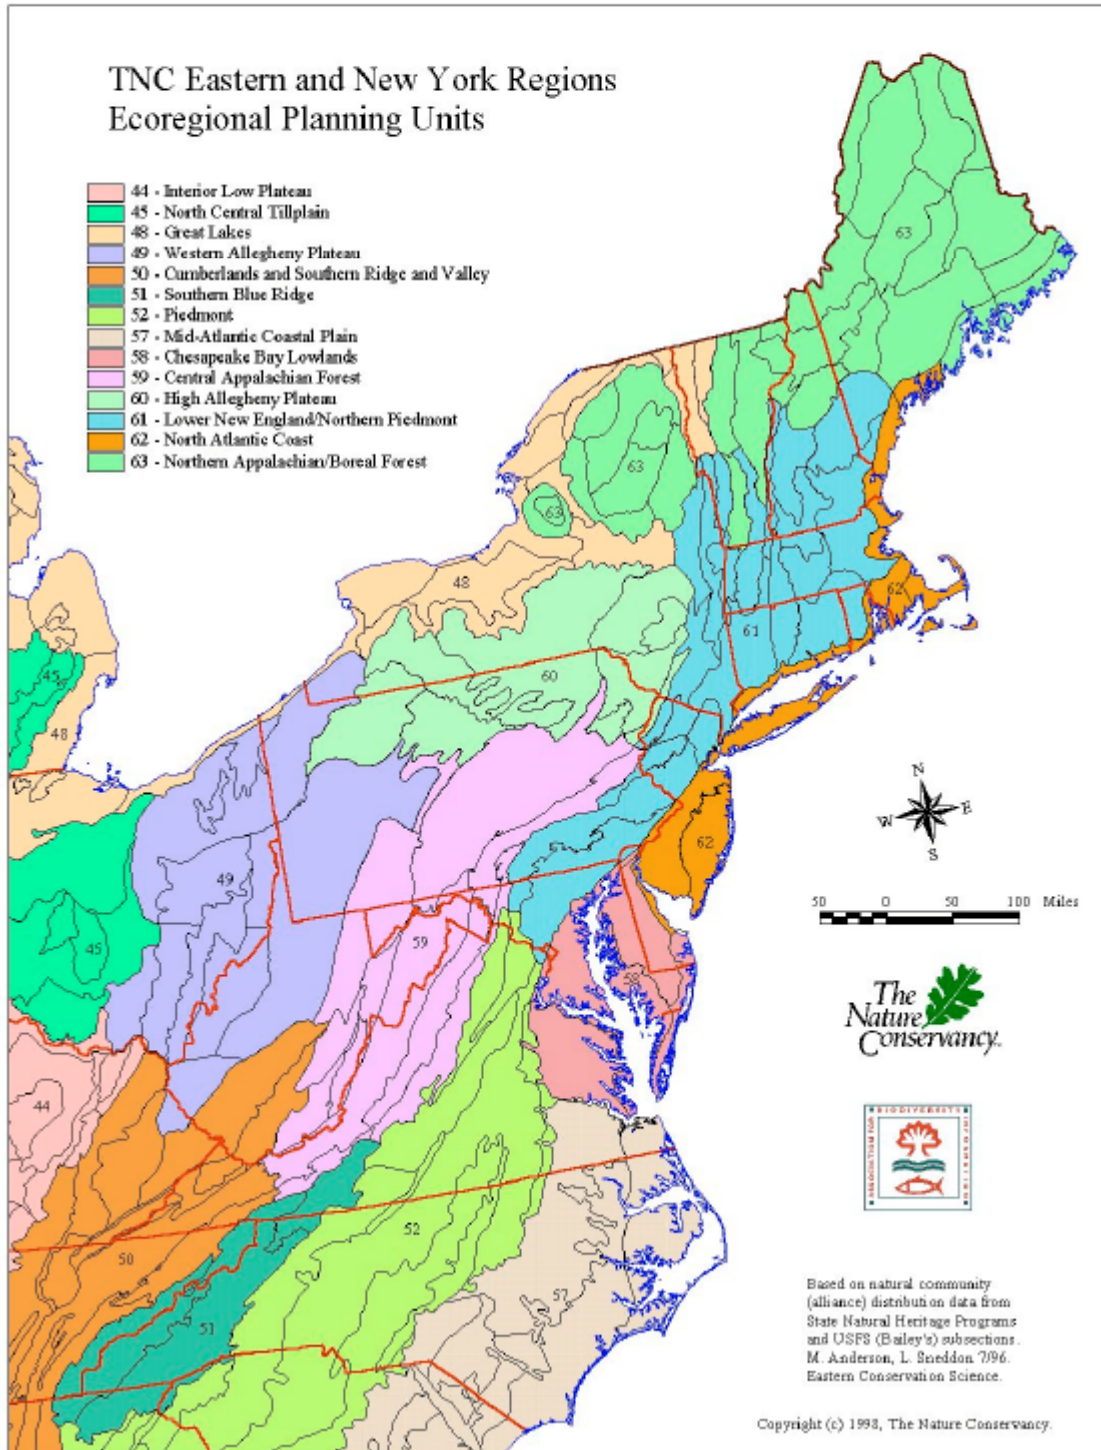 TNC Eastern and New York Regions
Ecoregional Planning Units
44 - Interior Low Plateau
45 - North Central Tillplain
48 - Great Lakes
49 - Western Allegheny Plateau
50 - Cumberlands and Southern Ridge and Valley
51 - Southern Blue Ridge
52 - Piedmont
57 - Mid-Atlantic Coastal Plain
58 - Chesapeake Bay Lowlands
59 - Central Appalachian Forest
60 - High Allegheny Plateau
61 - Lower New England/Northern Piedmont
62 - North Atlantic Coast
63 - Northern Appalachian/Boreal Forest
63
63
63
48
62
61
45
60
48
N
W E
S
62
49
50 0 50 100 Miles
59
45
58
The
Nature
Conservancy
44
ASSOCIATION FOR BIODIVERSITY INFORMATION
52
50
57
51
Based on natural community
(alliance) distribution data from
State Natural Heritage Programs
and USFS (Bailey's) subsections.
M. Anderson, L. Sneddon 7/96.
Eastern Conservation Science.
Copyright (c) 1998, The Nature Conservancy.